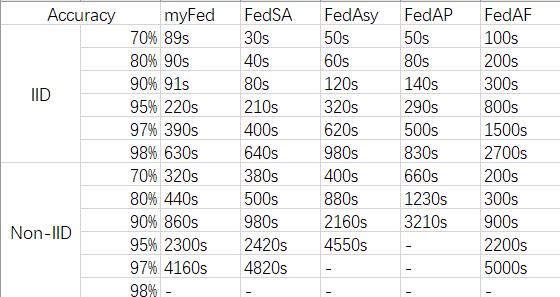 Accuracy myFed FedSA FedAsy FedAP FedAF
IID
70% 89s 30s 50s 50s 100s
80% 90s 40s 60s 80s 200s
90% 91s 80s 120s 140s 300s
95% 220s 210s 320s 290s 800s
97% 390s 400s 620s 500s 1500s
98% 630s 640s 980s 830s 2700s
Non-IID
70% 320s 380s 400s 660s 200s
80% 440s 500s 880s 1230s 300s
90% 860s 980s 2160s 3210s 900s
95% 2300s 2420s 4550s - 2200s
97% 4160s 4820s - - 5000s
98% - - - - -